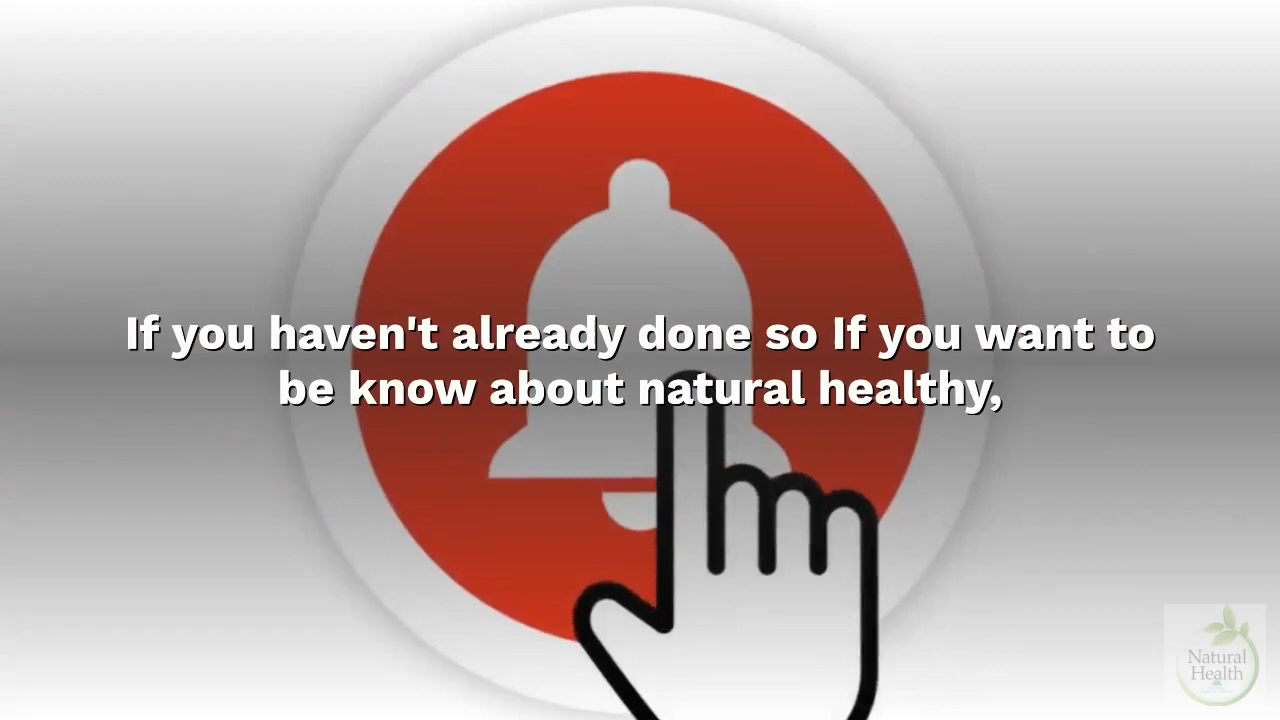 If you haven't already done so If you want to
be know about natural healthy,
Natural
Health